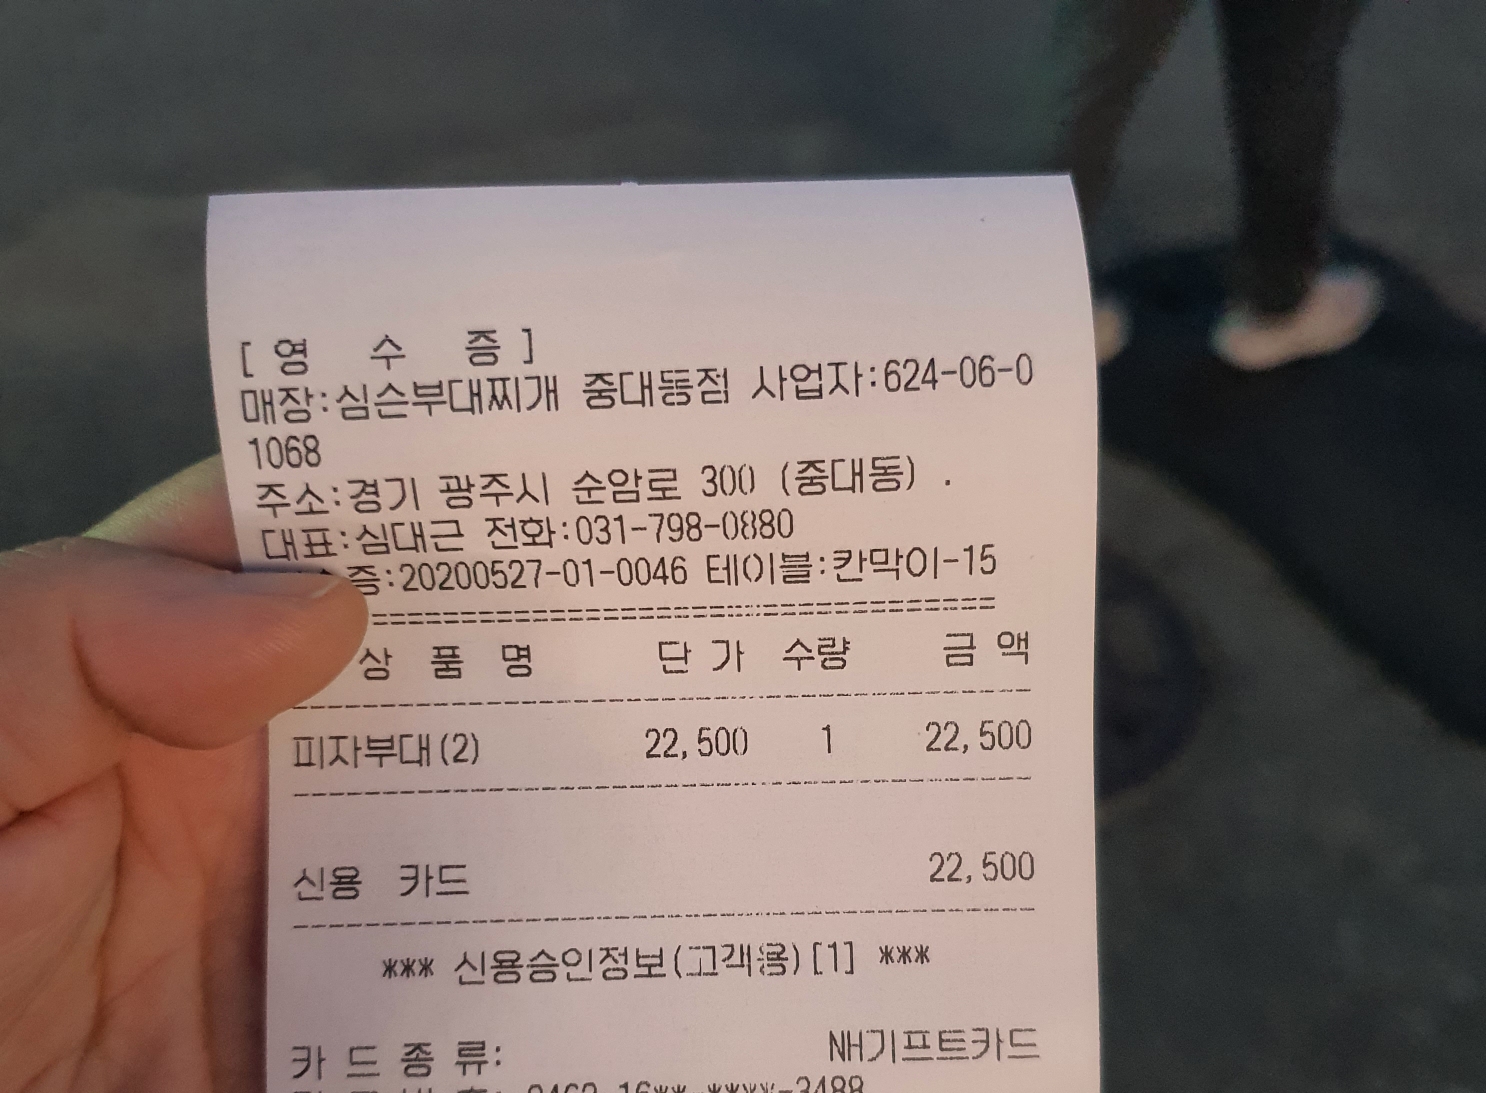 [ 영 수 증 ]
매장:심슨부대찌개 중대동점 사업자:624-06-0
1068
주소:경기 광주시 순암로 300 (중대동) .
대표:심대근 전화:031-798-0880
증:20200527-01-0046 테이블:칸막이-15
상 품 명 단 가 수량 금 액
피자부대(2) 22,500 1 22,500
신용 카드 22,500
*** 신용승인정보(고객용)[1] ***
카 드 종 류: NH기프트카드